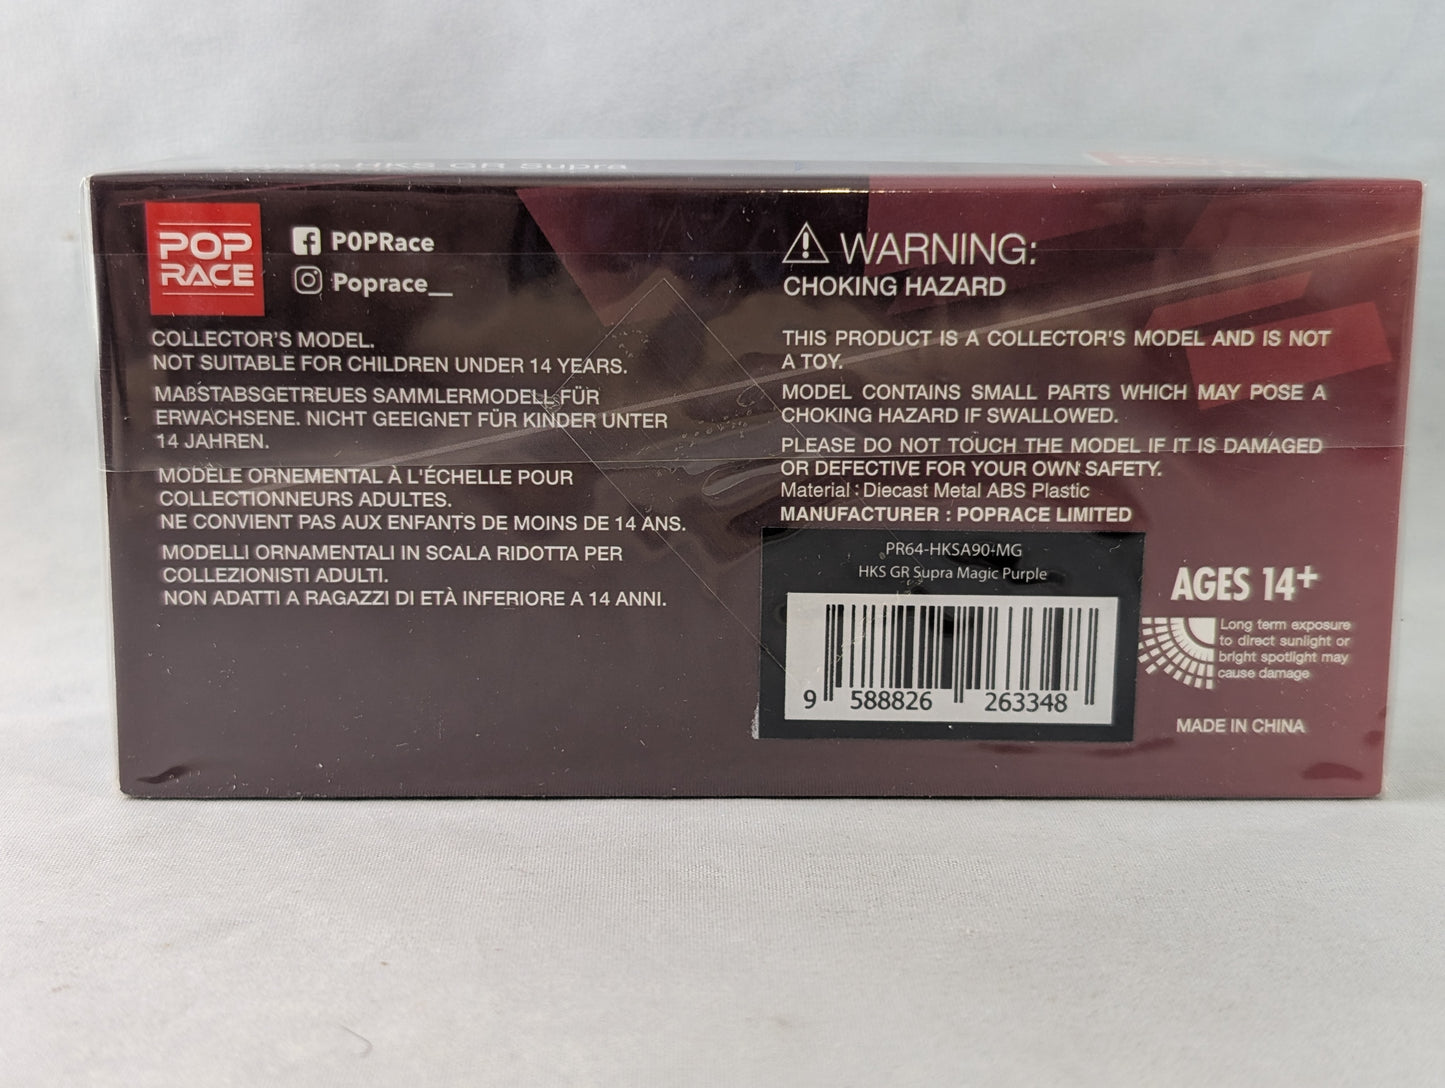 HKS GR Supra
POP
RACE
P0PRace
Poprace__
COLLECTOR'S MODEL.
NOT SUITABLE FOR CHILDREN UNDER 14 YEARS.
MAßSTABSGETREUES SAMMLERMODELL FÜR
ERWACHSENE. NICHT GEEIGNET FÜR KINDER UNTER
14 JAHREN.
MODÈLE ORNEMENTAL À L'ÉCHELLE POUR
COLLECTIONNEURS ADULTES.
NE CONVIENT PAS AUX ENFANTS DE MOINS DE 14 ANS.
MODELLI ORNAMENTALI IN SCALA RIDOTTA PER
COLLEZIONISTI ADULTI.
NON ADATTI A RAGAZZI DI ETÀ INFERIORE A 14 ANNI.
WARNING:
CHOKING HAZARD
THIS PRODUCT IS A COLLECTOR'S MODEL AND IS NOT
A TOY.
MODEL CONTAINS SMALL PARTS WHICH MAY POSE A
CHOKING HAZARD IF SWALLOWED.
PLEASE DO NOT TOUCH THE MODEL IF IT IS DAMAGED
OR DEFECTIVE FOR YOUR OWN SAFETY.
Material : Diecast Metal ABS Plastic
MANUFACTURER : POPRACE LIMITED
PR64-HKSA90-MG
HKS GR Supra Magic Purple
9 588826 263348
AGES 14+
Long term exposure
to direct sunlight or
bright spotlight may
cause damage
MADE IN CHINA